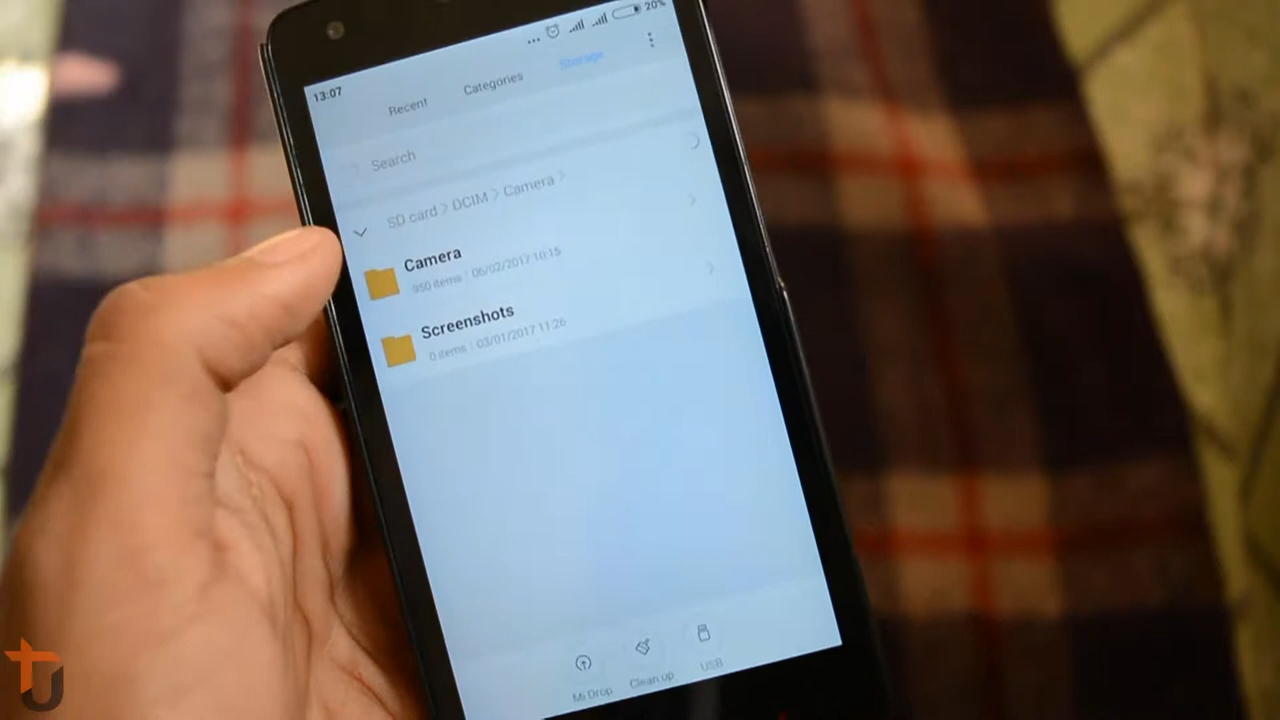 20%
13:07
Recent Categories Storage
Search
SD card > DCIM > Camera >
Camera
950 items | 06/02/2017 10:15
Screenshots
0 items | 03/01/2017 11:26
Mi Drop Clean up USB
TU